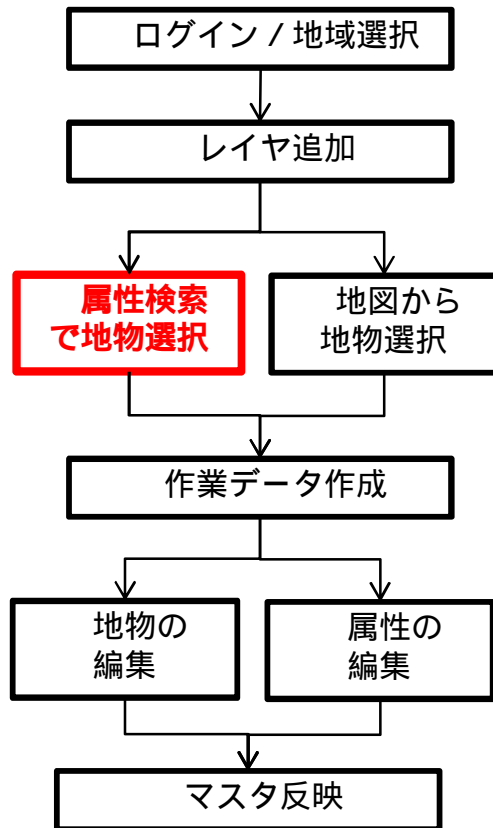 ログイン / 地域選択
レイヤ追加
属性検索
で地物選択
地図から
地物選択
作業データ作成
地物の
編集
属性の
編集
マスタ反映